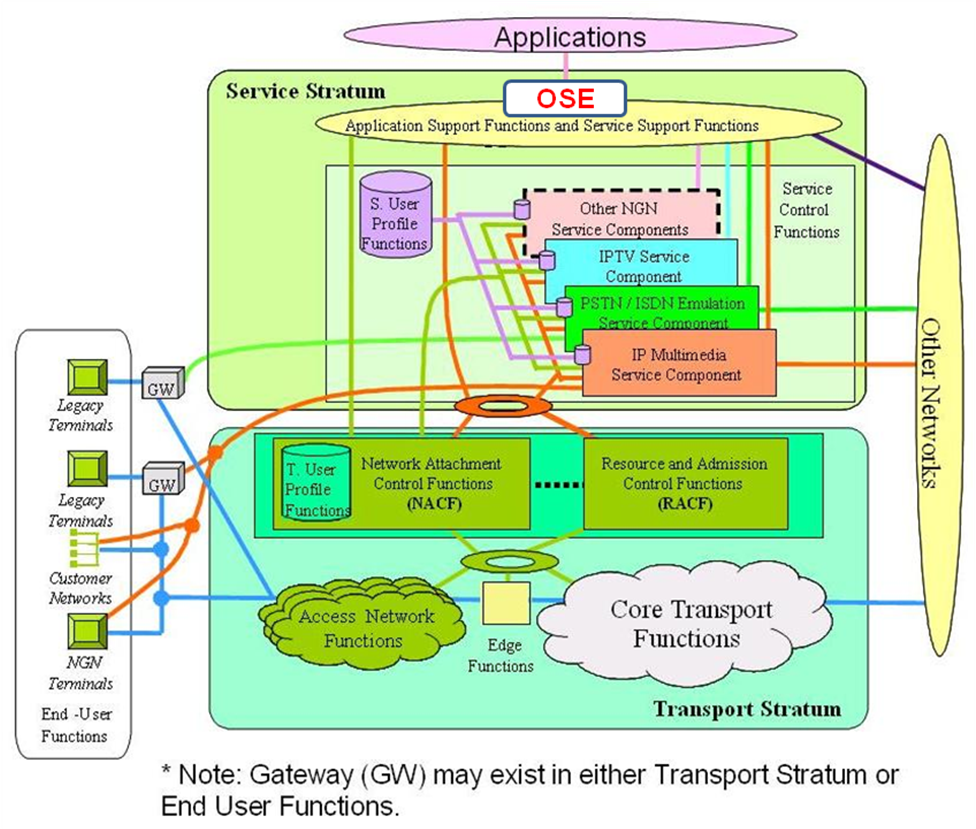 Applications
Service Stratum
OSE
Application Support Functions and Service Support Functions
S. User
Profile
Functions
Other NGN
Service Components
Service
Control
Functions
IPTV Service
Component
PSTN / ISDN Emulation
Service Component
IP Multimedia
Service Component
Other Networks
GW
Legacy
Terminals
GW
Legacy
Terminals
Customer
Networks
NGN
Terminals
End -User
Functions
T. User
Profile
Functions
Network Attachment
Control Functions
(NACF)
Resource and Admission
Control Functions
(RACF)
Access Network
Functions
Edge
Functions
Core Transport
Functions
Transport Stratum
* Note: Gateway (GW) may exist in either Transport Stratum or
End User Functions.